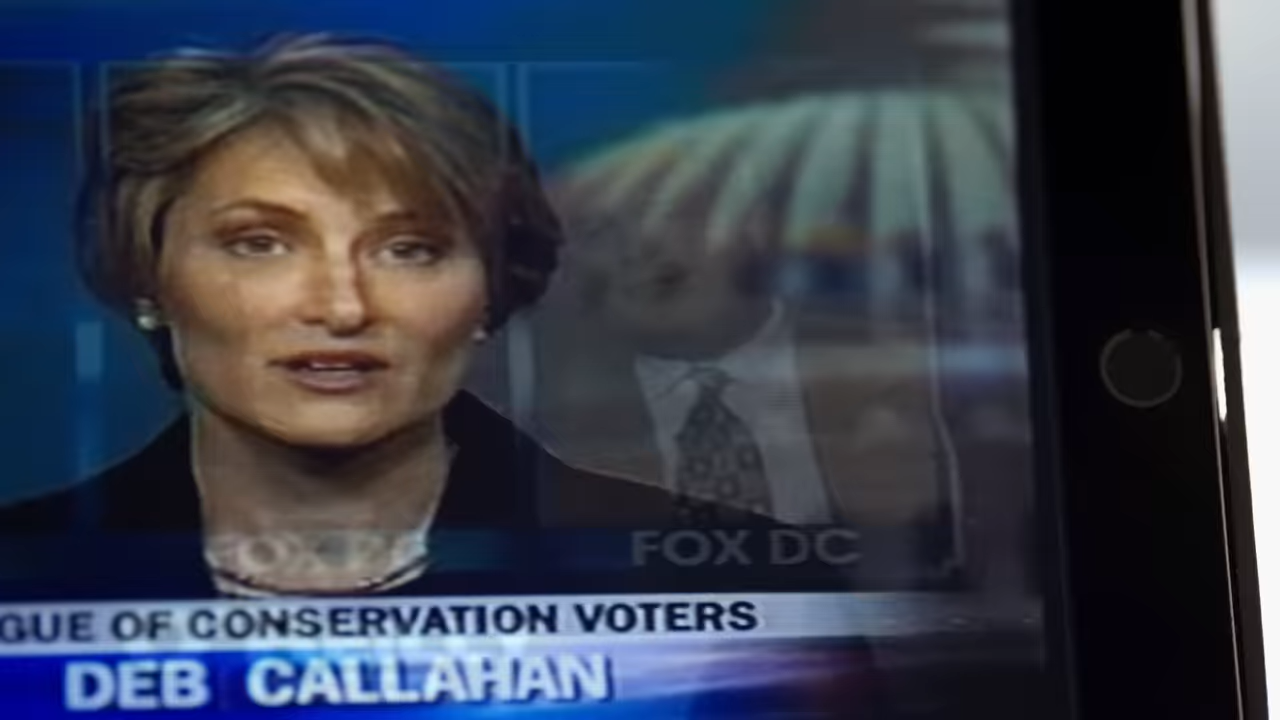 FOX DC
GUE OF CONSERVATION VOTERS
DEB CALLAHAN